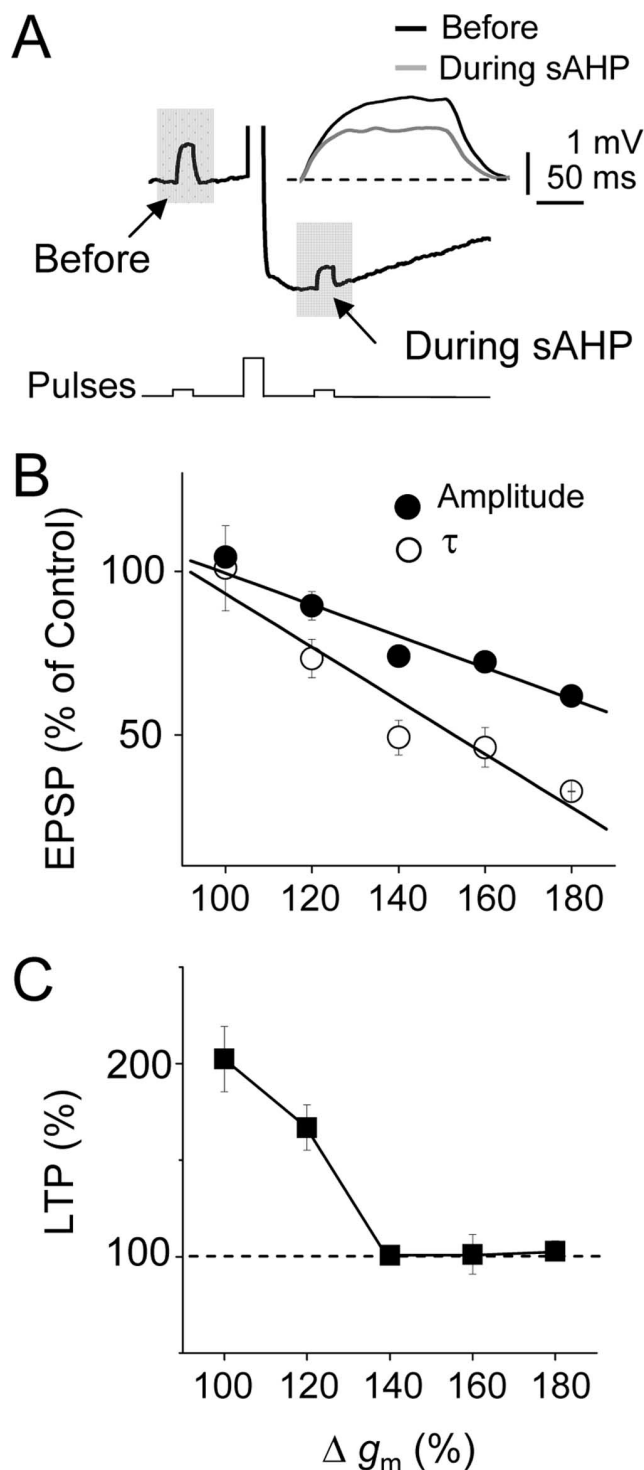 A
Before
During sAHP
1 mV
50 ms
Before
During sAHP
Pulses
B
Amplitude
τ
100
50
EPSP (% of Control)
100 120 140 160 180
C
200
100
LTP (%)
100 120 140 160 180
Δ gm (%)